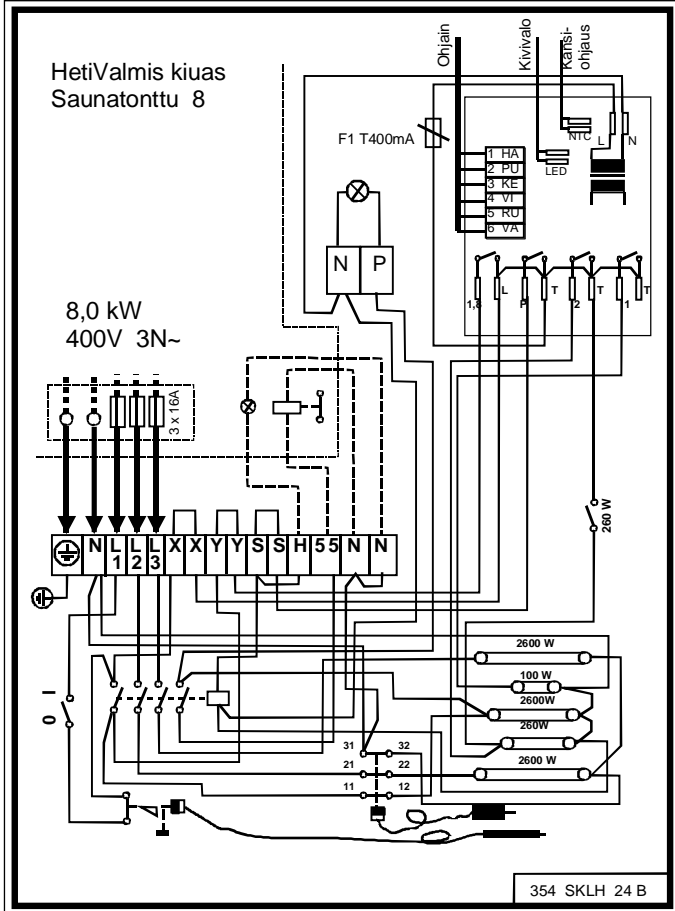 HetiValmis kiuas
Saunatonttu 8
Ohjain
Kivivalo
Kansi-
ohjaus
F1 T400mA
NTC
L
N
LED
1 HA
2 PU
3 KE
4 VI
5 RU
6 VA
N P
8,0 kW
400V 3N~
1,8 L P T 2 T 1 T
3 x 16A
260 W
N L1 L2 L3 X X Y Y S S H 55 N N
2600 W
100 W
2600W
260W
2600 W
0 I
31 32
21 22
11 12
354 SKLH 24 B